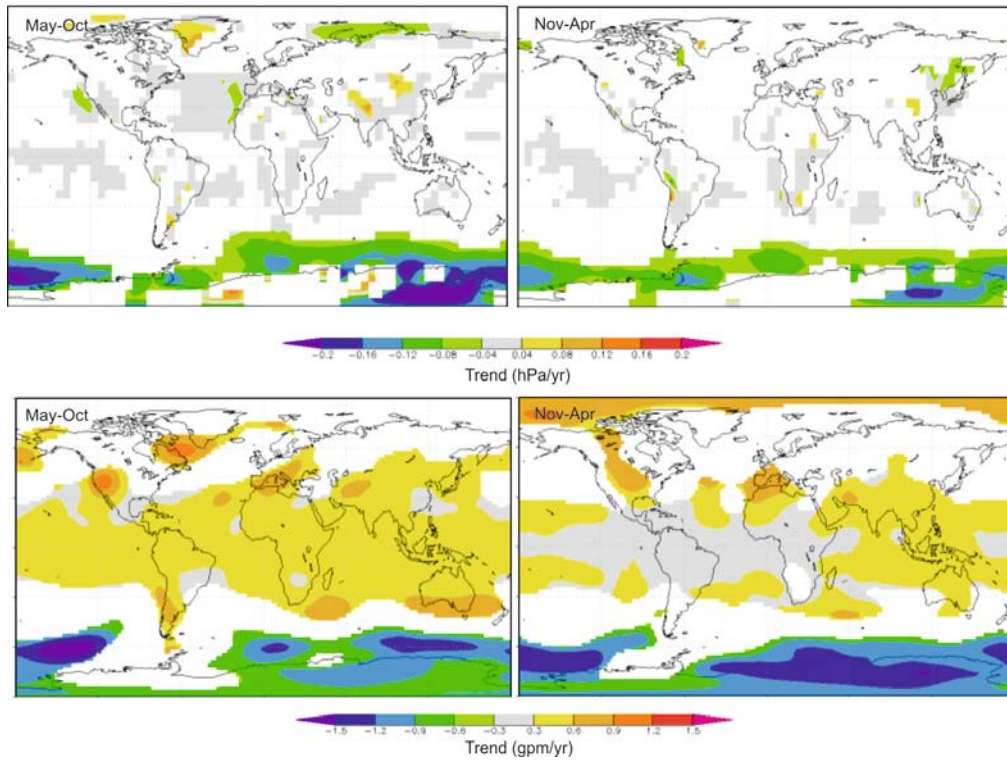 May-Oct
Nov-Apr
-0.2 -0.16 -0.12 -0.08 -0.04 0.04 0.08 0.12 0.16 0.2
Trend (hPa/yr)
May-Oct
Nov-Apr
-1.5 -1.2 -0.9 -0.6 -0.3 0.3 0.6 0.9 1.2 1.5
Trend (gpm/yr)